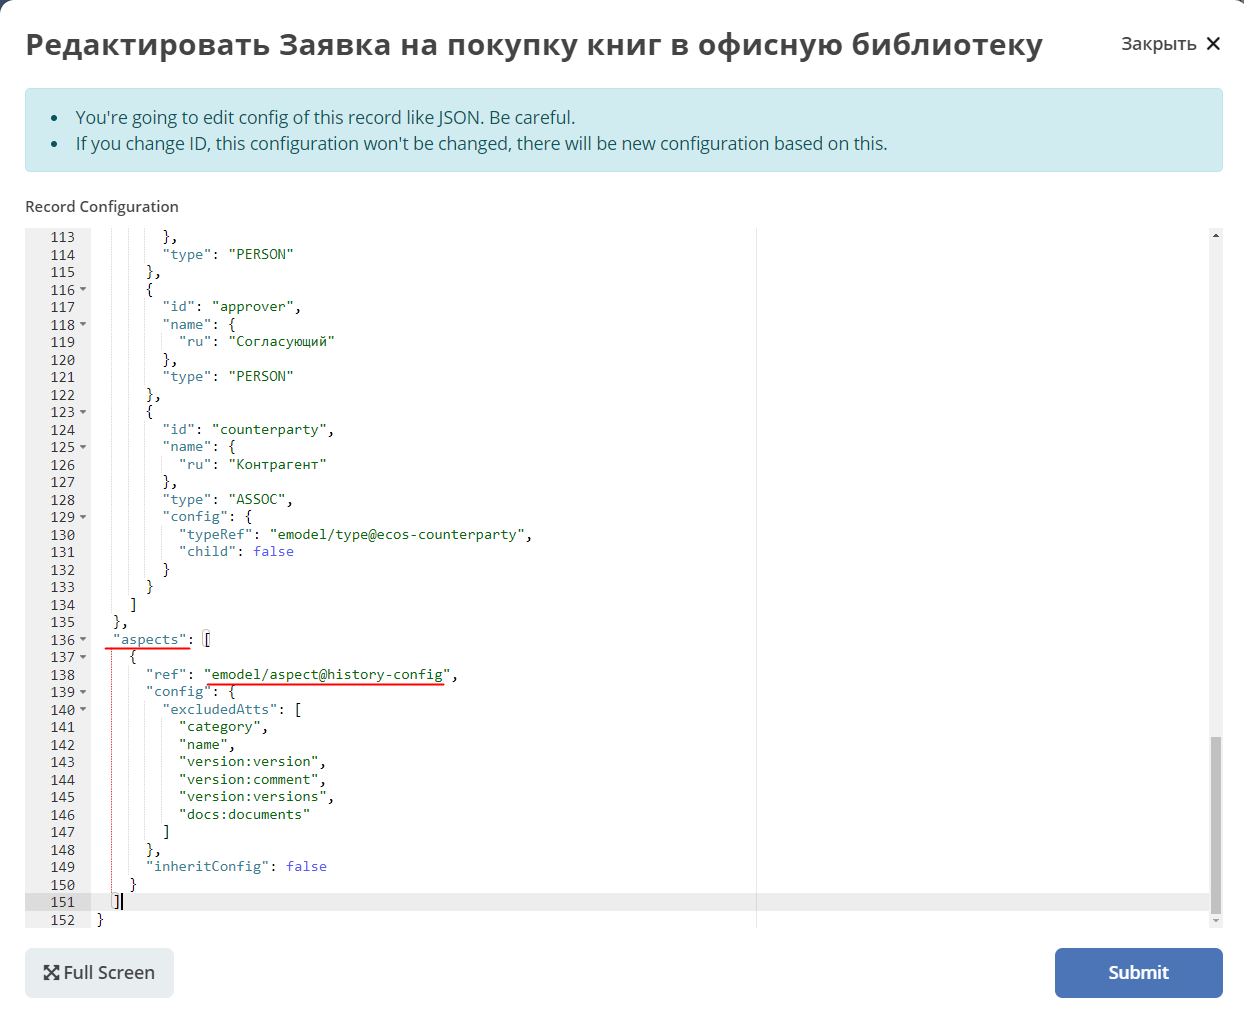 Редактировать Заявка на покупку книг в офисную библиотеку
Закрыть
You're going to edit config of this record like JSON. Be careful.
If you change ID, this configuration won't be changed, there will be new configuration based on this.
Record Configuration
113 },
114 "type": "PERSON"
115 },
116 {
117 "id": "approver",
118 "name": {
119 "ru": "Согласующий"
120 },
121 "type": "PERSON"
122 },
123 {
124 "id": "counterparty",
125 "name": {
126 "ru": "Контрагент"
127 },
128 "type": "ASSOC",
129 "config": {
130 "typeRef": "emodel/type@ecos-counterparty",
131 "child": false
132 }
133 }
134 ]
135 },
136 "aspects": [
137 {
138 "ref": "emodel/aspect@history-config",
139 "config": {
140 "excludedAtts": [
141 "category",
142 "name",
143 "version:version",
144 "version:comment",
145 "version:versions",
146 "docs:documents"
147 ]
148 },
149 "inheritConfig": false
150 }
151 ]
152 }
Full Screen
Submit